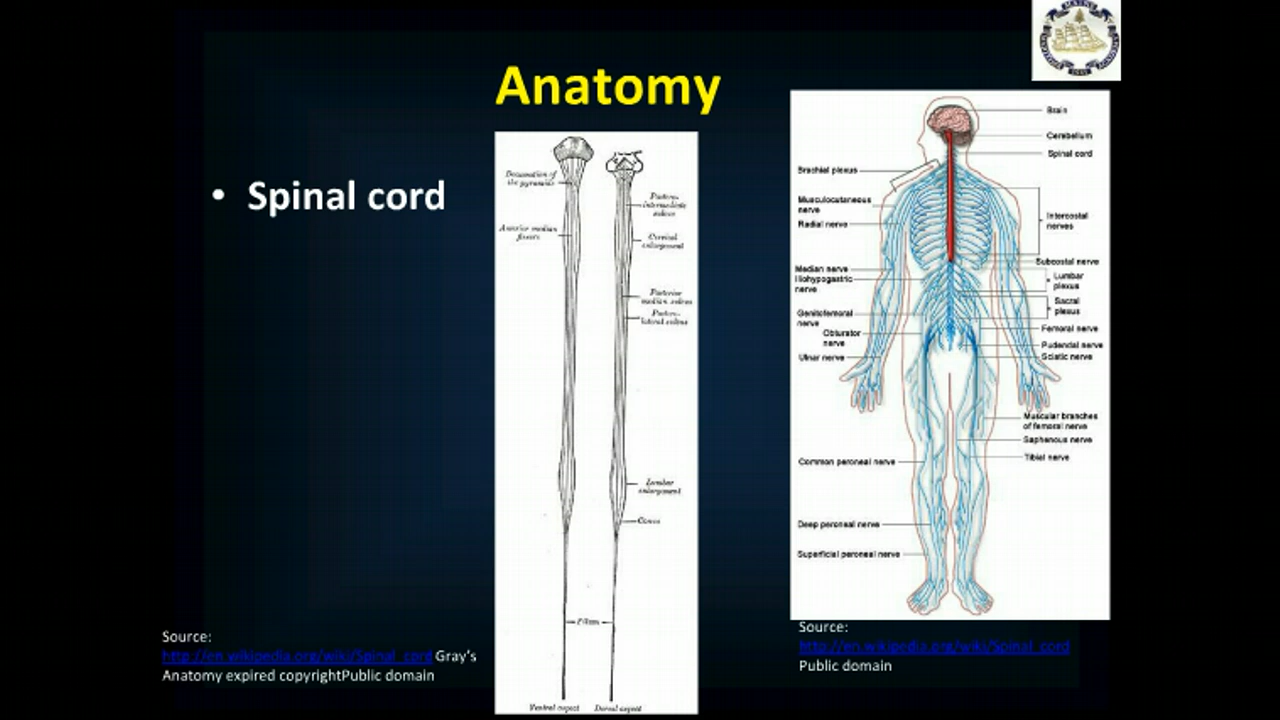 Anatomy
• Spinal cord
Decussation of
the pyramids
Anterior median
fissure
Postero-
intermediate
sulcus
Cervical
enlargement
Posterior
median sulcus
Postero-
lateral sulcus
Lumbar
enlargement
Conus
Filum
Ventral aspect
Dorsal aspect
Brain
Cerebellum
Spinal cord
Brachial plexus
Musculocutaneous
nerve
Radial nerve
Intercostal
nerves
Subcostal nerve
Median nerve
Iliohypogastric
nerve
Lumbar
plexus
Sacral
plexus
Genitofemoral
nerve
Femoral nerve
Obturator
nerve
Pudendal nerve
Ulnar nerve
Sciatic nerve
Muscular branches
of femoral nerve
Saphenous nerve
Tibial nerve
Common peroneal nerve
Deep peroneal nerve
Superficial peroneal nerve
Source:
http://en.wikipedia.org/wiki/Spinal_cord Gray's
Anatomy expired copyrightPublic domain
Source:
http://en.wikipedia.org/wiki/Spinal_cord
Public domain